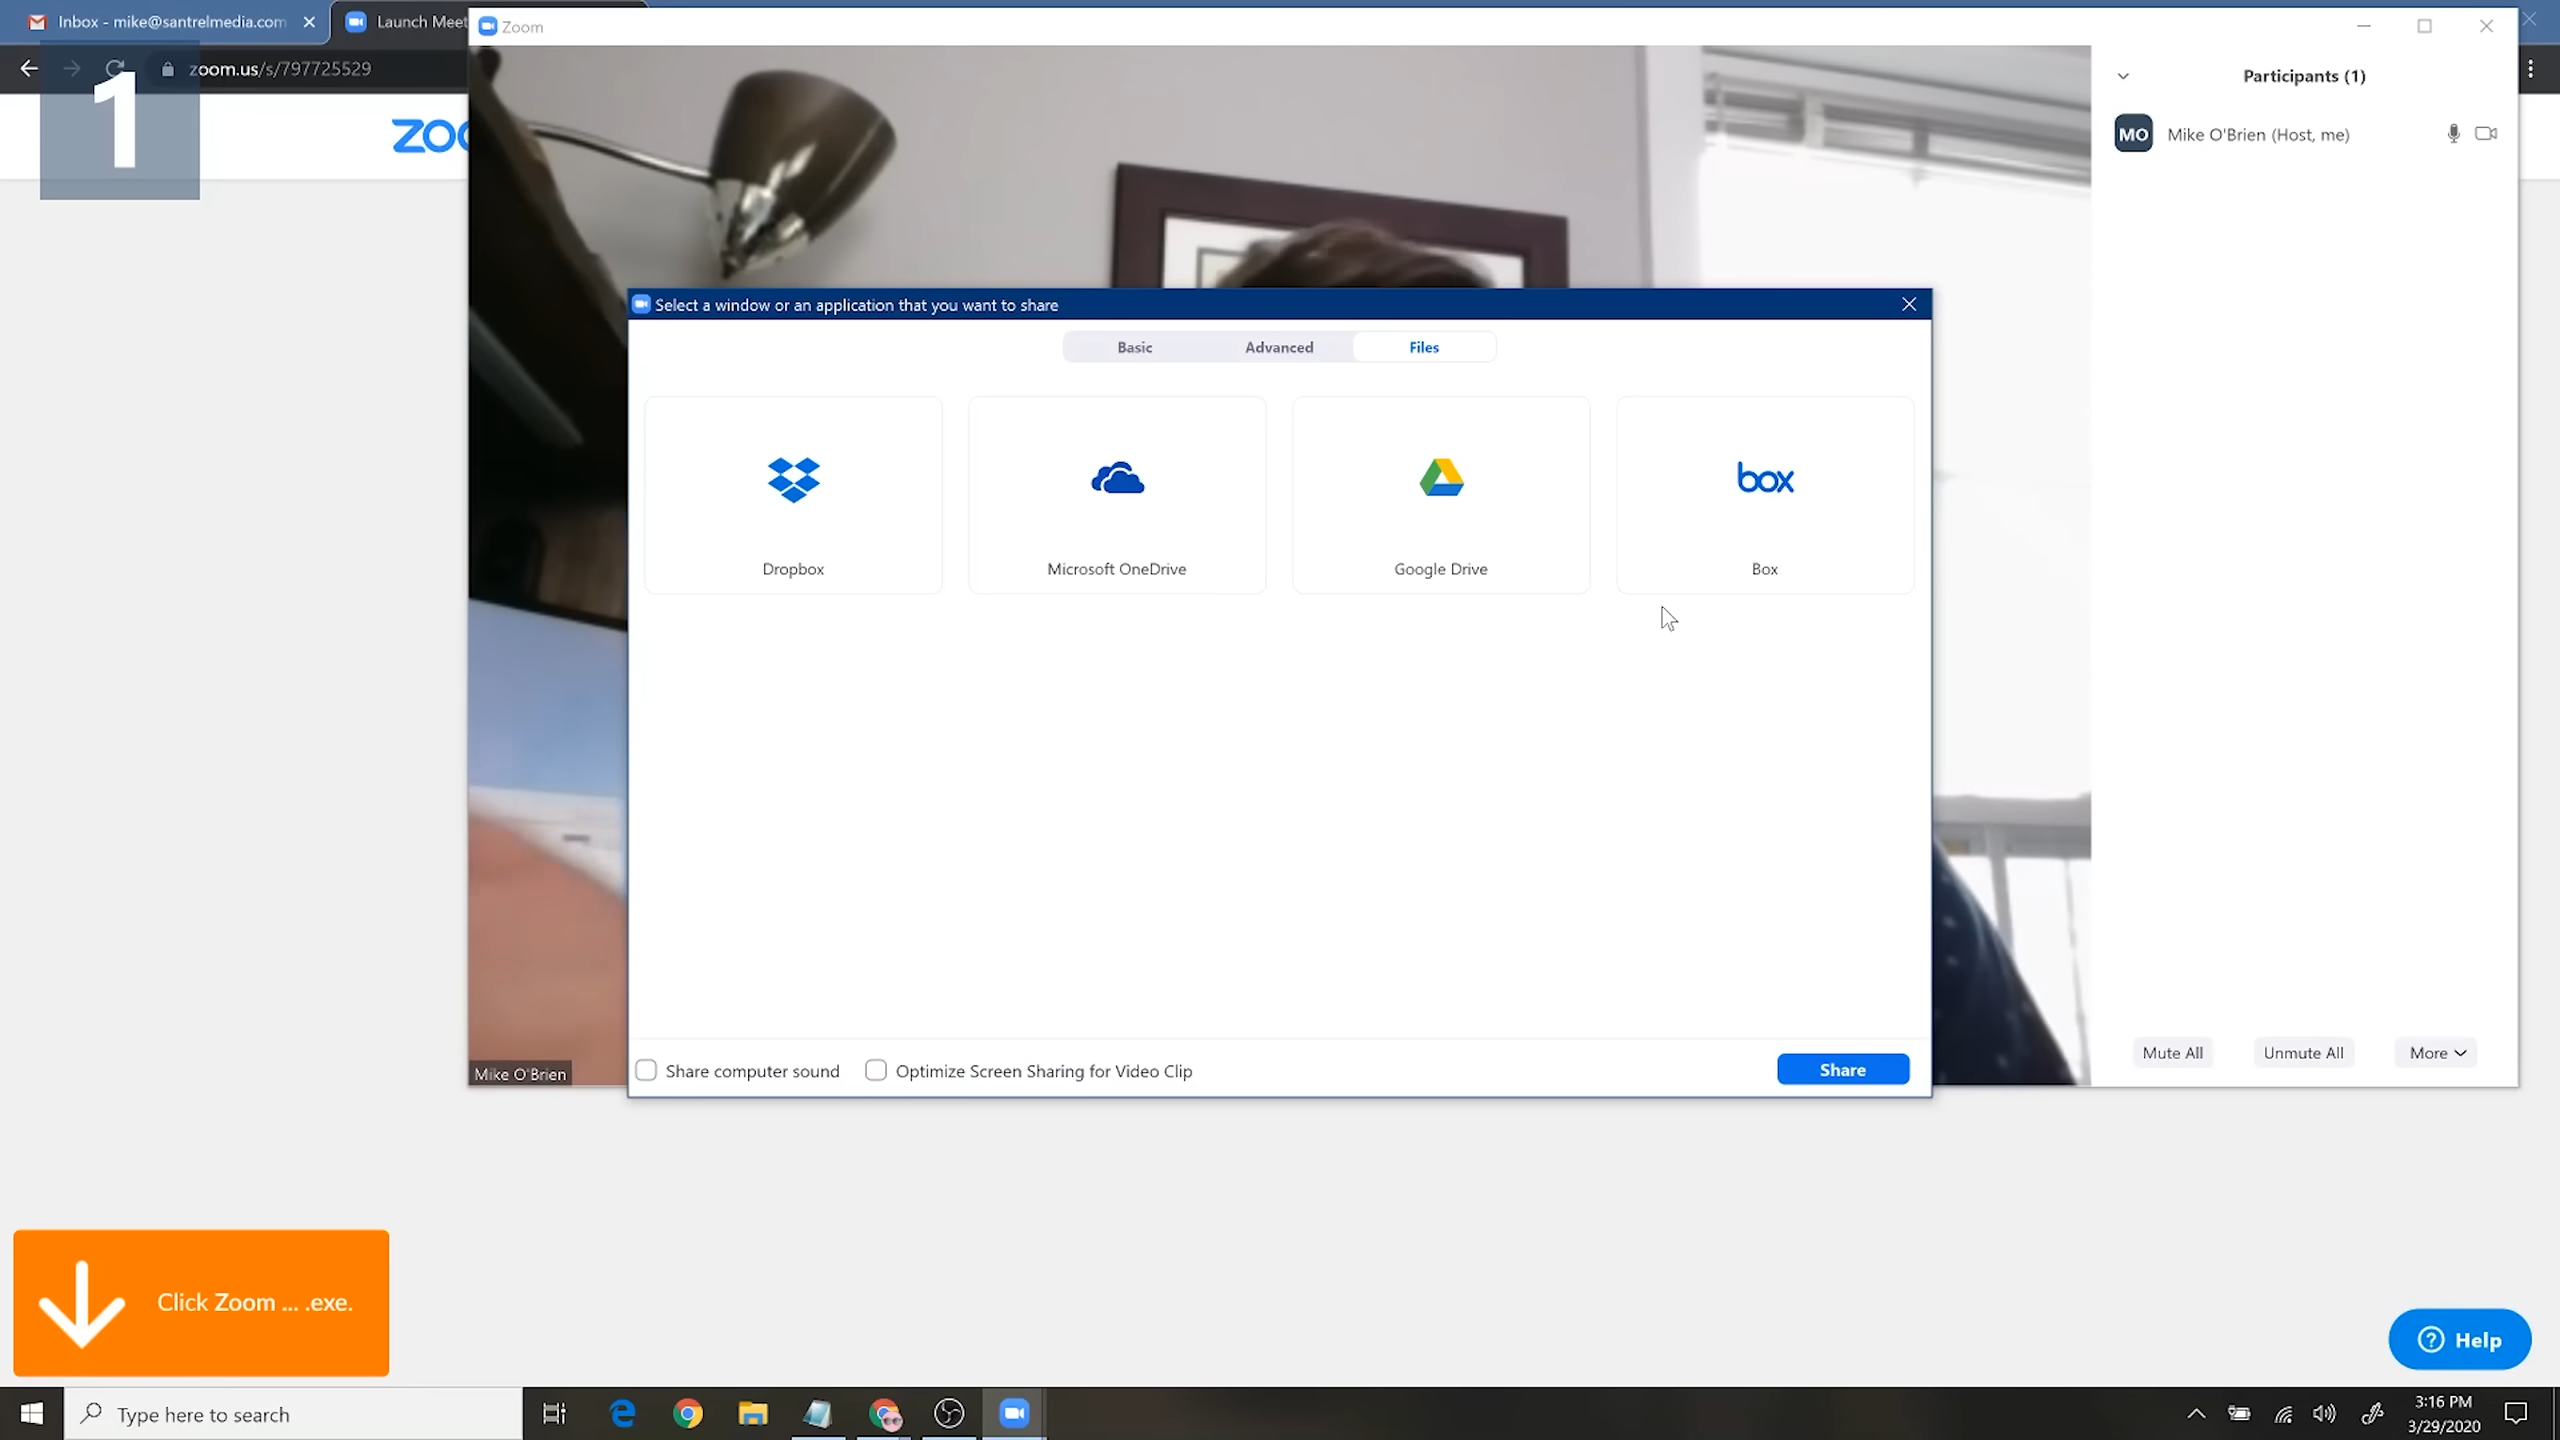 Inbox - mike@santrelmedia.com
Launch Meet
Zoom
zoom.us/s/797725529
1
ZOO
Participants (1)
MO
Mike O'Brien (Host, me)
Select a window or an application that you want to share
Basic
Advanced
Files
box
Dropbox
Microsoft OneDrive
Google Drive
Box
Share computer sound
Optimize Screen Sharing for Video Clip
Share
Mike O'Brien
Mute All
Unmute All
More
Click Zoom ... .exe.
Help
Type here to search
3:16 PM
3/29/2020